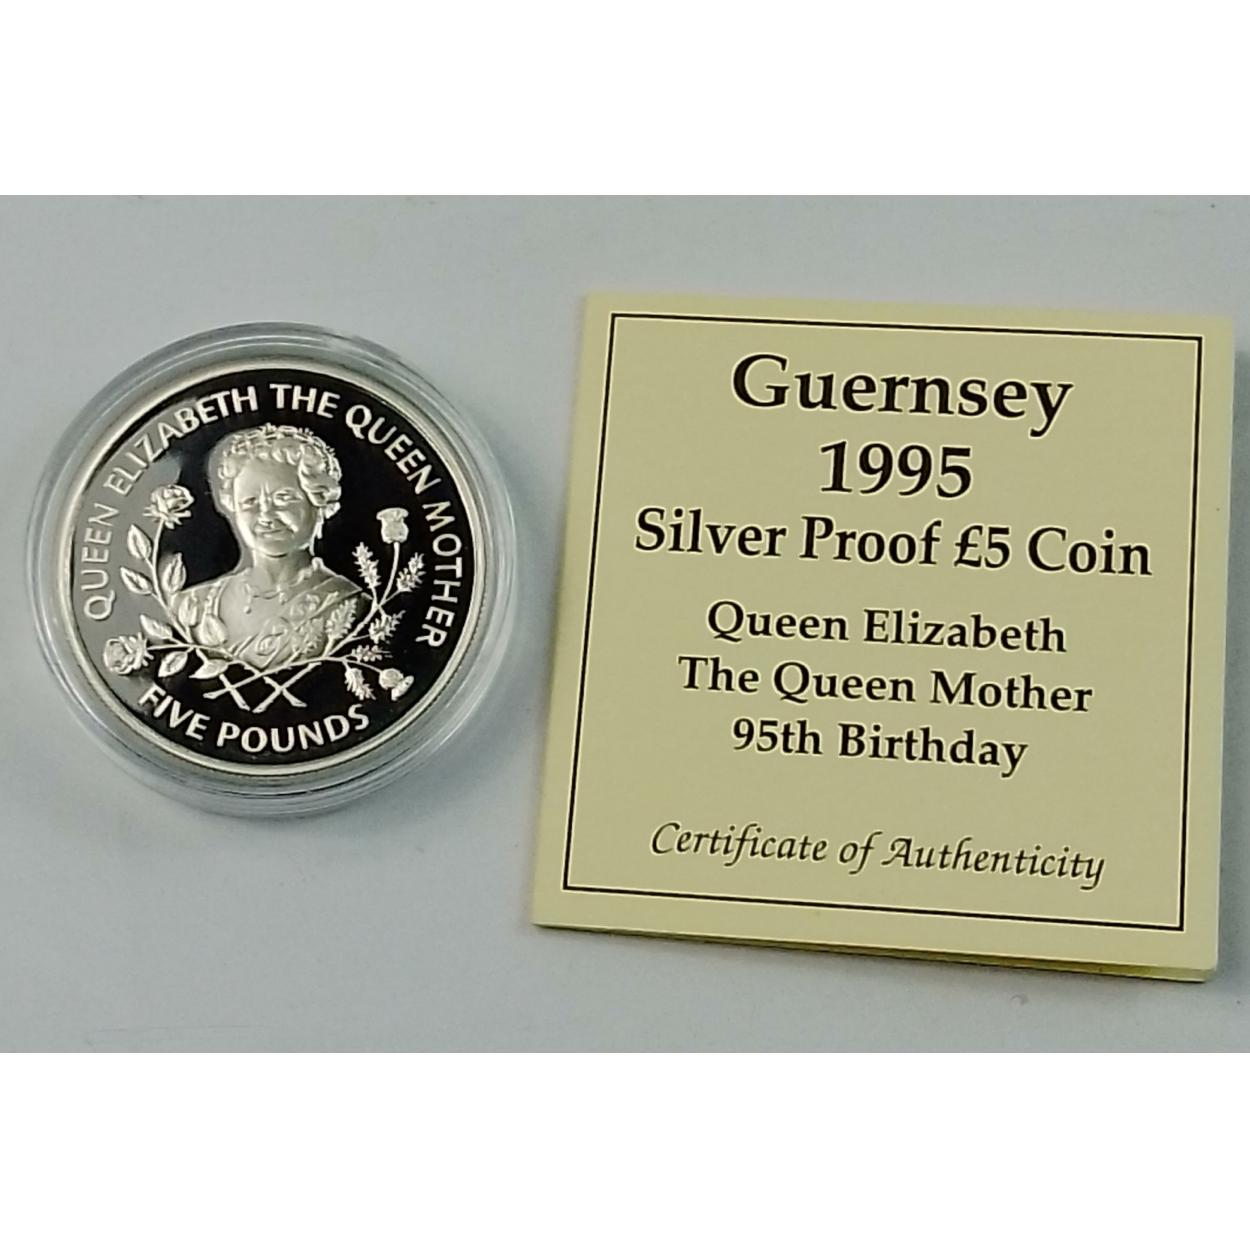 QUEEN ELIZABETH THE QUEEN MOTHER
FIVE POUNDS
Guernsey
1995
Silver Proof £5 Coin
Queen Elizabeth
The Queen Mother
95th Birthday
Certificate of Authenticity